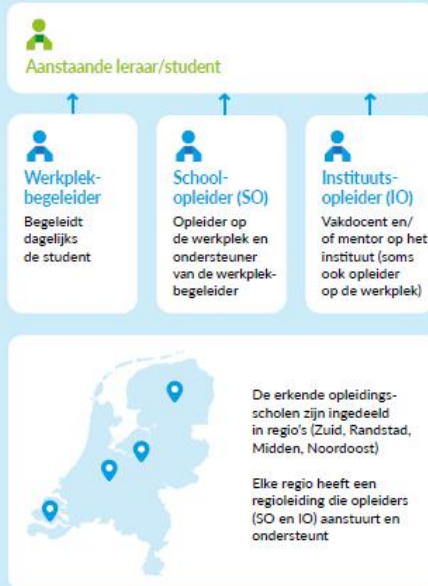 Aanstaande leraar/student
Werkplek-
begeleider
Begeleidt
dagelijks
de student
School-
opleider (SO)
Opleider op
de werkplek en
ondersteuner
van de werkplek-
begeleider
Instituuts-
opleider (IO)
Vakdocent en/
of mentor op het
instituut (soms
ook opleider
op de werkplek)
De erkende opleidings-
scholen zijn ingedeeld
in regio's (Zuid, Randstad,
Midden, Noordoost)
Elke regio heeft een
regioleiding die opleiders
(SO en IO) aanstuurt en
ondersteunt